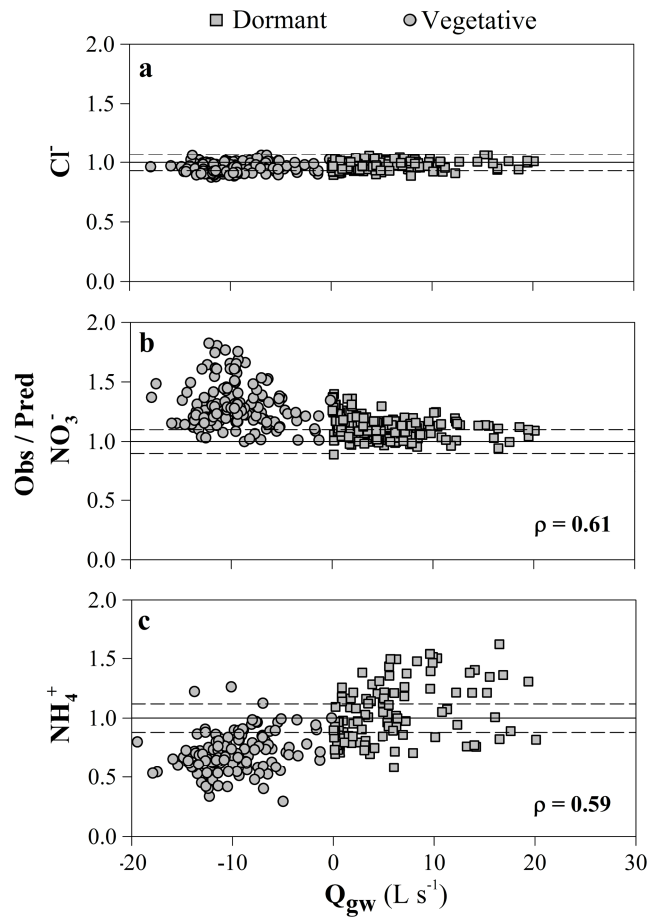 Dormant Vegetative
a
2.0
1.5
1.0
0.5
0.0
Cl⁻
b
2.0
1.5
1.0
0.5
0.0
Obs / Pred
NO₃⁻
ρ = 0.61
c
2.0
1.5
1.0
0.5
0.0
NH₄⁺
ρ = 0.59
-20 -10 0 10 20 30
Qgw (L s⁻¹)